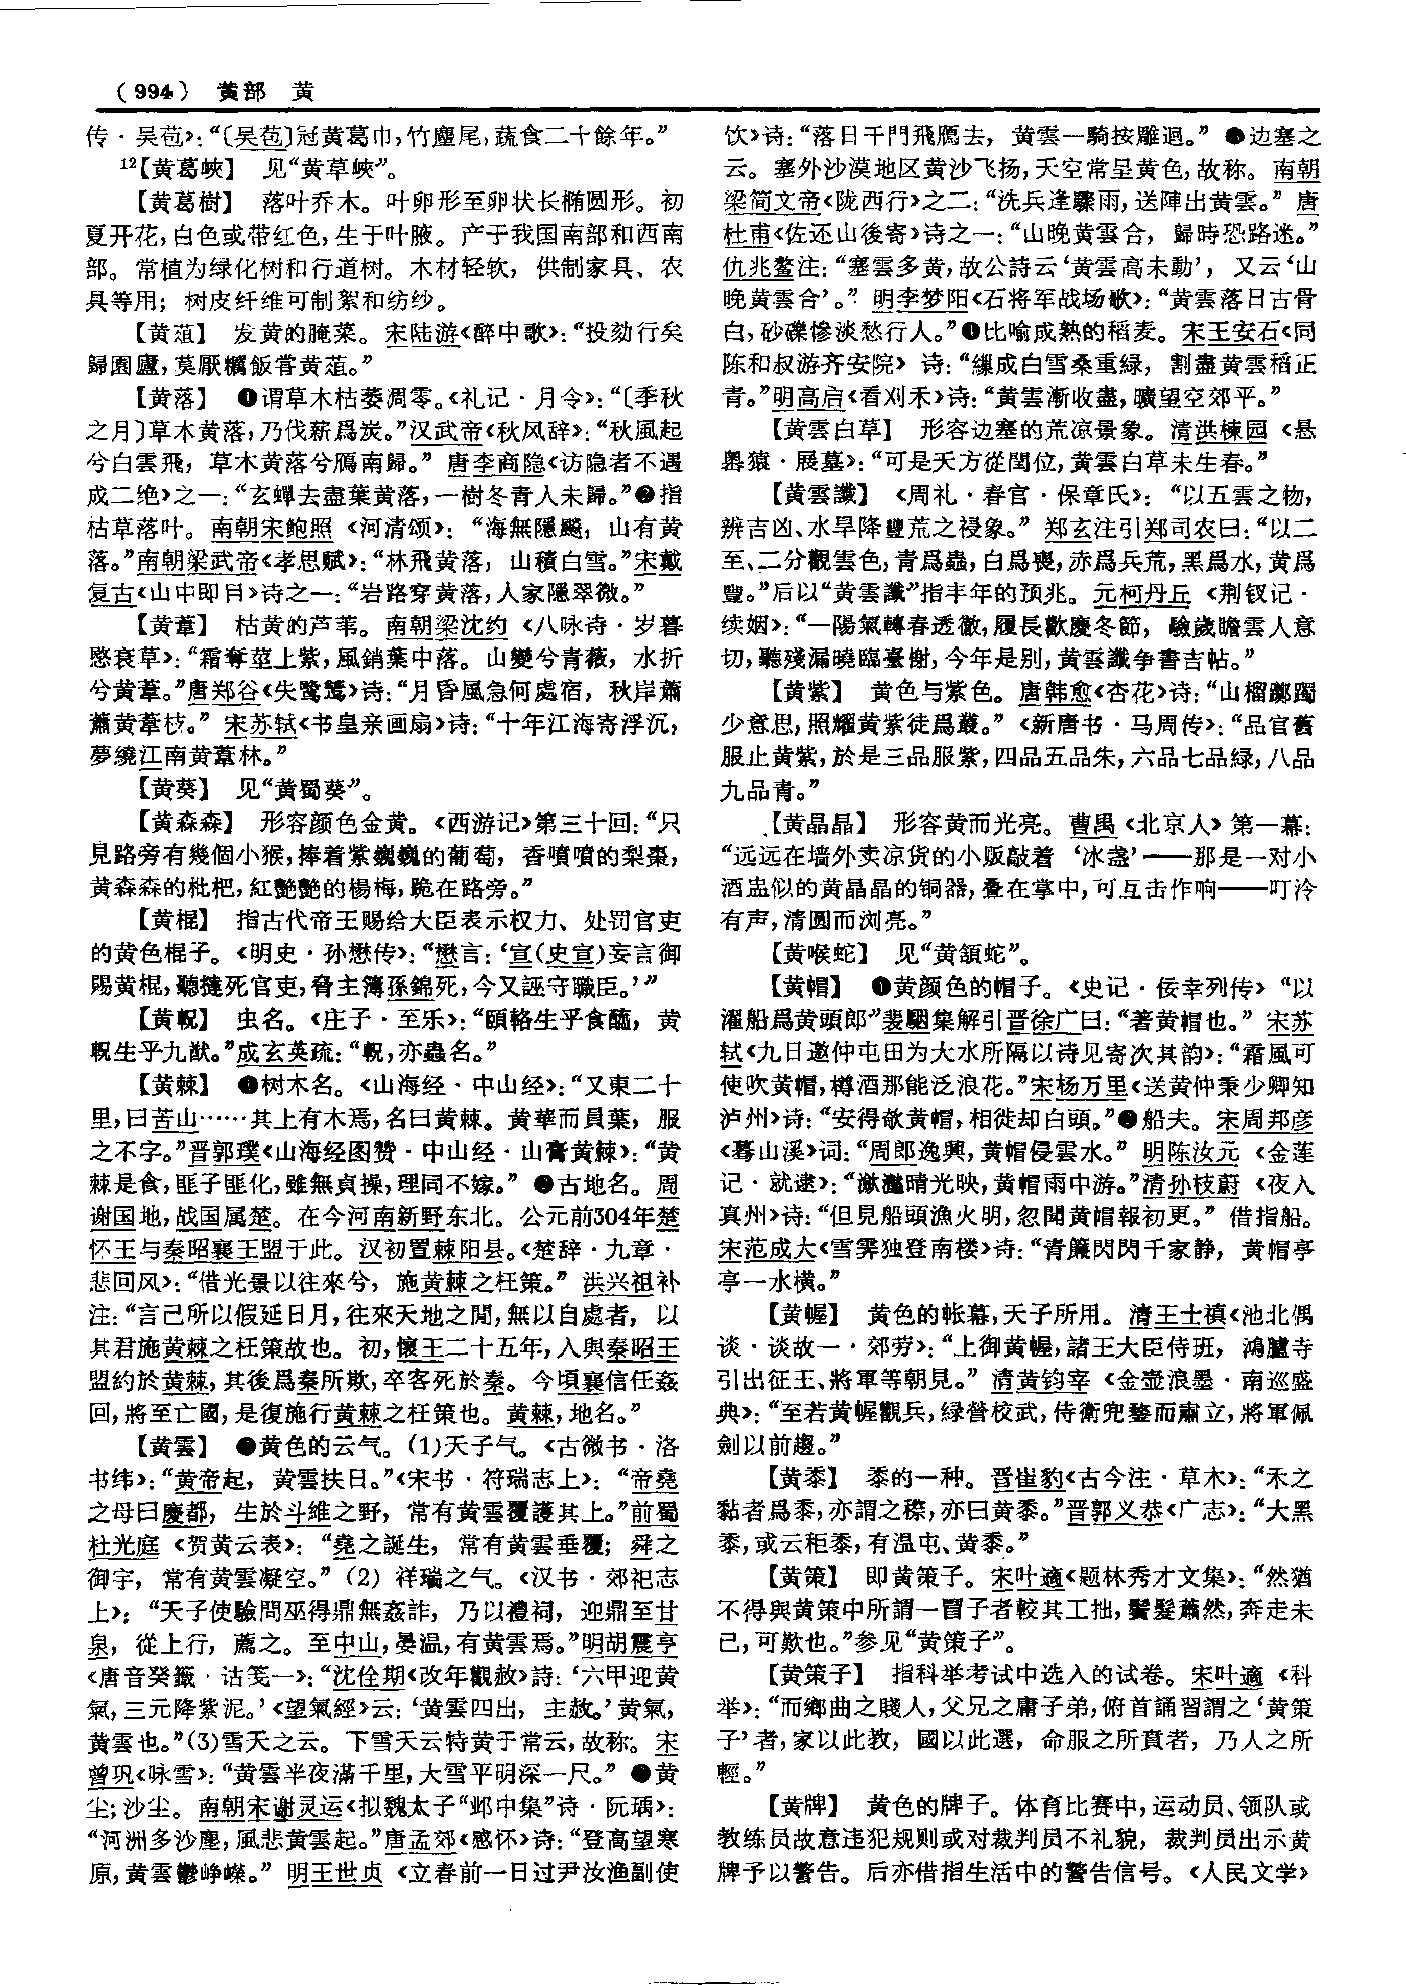 (994) 黄部 黄
传·吴苞》：“〔吴苞〕冠黄葛巾，竹麈尾，蔬食二十餘年。”
12【黄葛峽】 见“黄草峽”。
【黄葛樹】 落叶乔木。叶卵形至卵状长椭圆形。初
夏开花，白色或带红色，生于叶腋。产于我国南部和西南
部。常植为绿化树和行道树。木材轻软，供制家具、农
具等用；树皮纤维可制絮和纺纱。
【黄菹】 发黄的腌菜。宋陆游《醉中歌》：“投劾行矣
歸園廬，莫厭糲飯嘗黄菹。”
【黄落】 ❶谓草木枯萎凋零。《礼记·月令》：“〔季秋
之月〕草木黄落，乃伐薪爲炭。”汉武帝《秋风辞》：“秋風起
兮白雲飛，草木黄落兮鴈南歸。”唐李商隐《访隐者不遇
成二绝》之一：“玄蟬去盡葉黄落，一樹冬青人未歸。”❷指
枯草落叶。南朝宋鲍照《河清颂》：“海無隱飈，山有黄
落。”南朝梁武帝《孝思赋》：“林飛黄落，山積白雪。”宋戴
复古《山中即目》诗之一：“岩路穿黄落，人家隱翠微。”
【黄葦】 枯黄的芦苇。南朝梁沈约《八咏诗·岁暮
愍衰草》：“霜奪莖上紫，風銷葉中落。山變兮青薇，水折
兮黄葦。”唐郑谷《失鹭鸶》诗：“月昏風急何處宿，秋岸蕭
蕭黄葦枝。”宋苏轼《书皇亲画扇》诗：“十年江海寄浮沉，
夢繞江南黄葦林。”
【黄葵】 见“黄蜀葵”。
【黄森森】 形容颜色金黄。《西游记》第三十回：“只
見路旁有幾個小猴，捧着紫巍巍的葡萄，香噴噴的梨棗，
黄森森的枇杷，紅艷艷的楊梅，跪在路旁。”
【黄棍】 指古代帝王赐给大臣表示权力、处罚官吏
的黄色棍子。《明史·孙懋传》：“懋言：‘宣(史宣)妄言御
賜黄棍，聽撻死官吏，脅主簿孫錦死，今又誣守職臣。’”
【黄軦】 虫名。《庄子·至乐》：“頤輅生乎食醯，黄
軦生乎九猷。”成玄英疏：“軦，亦蟲名。”
【黄棘】 ❶树木名。《山海经·中山经》：“又東二十
里，曰苦山……其上有木焉，名曰黄棘。黄華而員葉，服
之不字。”晋郭璞《山海经图赞·中山经·山膏黄棘》：“黄
棘是食，匪子匪化，雖無貞操，理同不嫁。”❷古地名。周
谢国地，战国属楚。在今河南新野东北。公元前304年楚
怀王与秦昭襄王盟于此。汉初置棘阳县。《楚辞·九章·
悲回风》：“借光景以往來兮，施黄棘之枉策。”洪兴祖补
注：“言己所以假延日月，往來天地之間，無以自處者，以
其君施黄棘之枉策故也。初，懷王二十五年，入與秦昭王
盟約於黄棘，其後爲秦所欺，卒客死於秦。今頃襄信任姦
回，將至亡國，是復施行黄棘之枉策也。黄棘，地名。”
【黄雲】 ❶黄色的云气。(1)天子气。《古微书·洛
书纬》：“黄帝起，黄雲扶日。”《宋书·符瑞志上》：“帝堯
之母曰慶都，生於斗維之野，常有黄雲覆護其上。”前蜀
杜光庭《贺黄云表》：“堯之誕生，常有黄雲垂覆；舜之
御宇，常有黄雲凝空。”(2)祥瑞之气。《汉书·郊祀志
上》：“天子使驗問巫得鼎無姦詐，乃以禮祠，迎鼎至甘
泉，從上行，薦之。至中山，晏温，有黄雲焉。”明胡震亨
《唐音癸籤·诂笺一》：“沈佺期《改年觀赦》詩：‘六甲迎黄
氣，三元降紫泥。’《望氣經》云：‘黄雲四出，主赦。’黄氣，
黄雲也。”(3)雪天之云。下雪天云特黄于常云，故称。宋
曾巩《咏雪》：“黄雲半夜滿千里，大雪平明深一尺。”❷黄
尘；沙尘。南朝宋谢灵运《拟魏太子“邺中集”诗·阮瑀》：
“河洲多沙塵，風悲黄雲起。”唐孟郊《感怀》诗：“登高望寒
原，黄雲鬱峥嶸。”明王世贞《立春前一日过尹汝渔副使
饮》诗：“落日千門飛鴈去，黄雲一騎按雕迴。”❸边塞之
云。塞外沙漠地区黄沙飞扬，天空常呈黄色，故称。南朝
梁简文帝《陇西行》之二：“洗兵逢驟雨，送陣出黄雲。”唐
杜甫《佐还山後寄》诗之一：“山晚黄雲合，歸時恐路迷。”
仇兆鳌注：“塞雲多黄，故公詩云‘黄雲高未動’，又云‘山
晚黄雲合’。”明李梦阳《石将军战场歌》：“黄雲落日古骨
白，砂礫慘淡愁行人。”❹比喻成熟的稻麦。宋王安石《同
陈和叔游齐安院》诗：“繅成白雪桑重緑，割盡黄雲稻正
青。”明高启《看刈禾》诗：“黄雲漸收盡，曠望空郊平。”
【黄雲白草】 形容边塞的荒凉景象。清洪楝园《悬
嶴猿·展墓》：“可是天方從閏位，黄雲白草未生春。”
【黄雲讖】 《周礼·春官·保章氏》：“以五雲之物，
辨吉凶、水旱降豐荒之祲象。”郑玄注引郑司农曰：“以二
至、二分觀雲色，青爲蟲，白爲喪，赤爲兵荒，黑爲水，黄爲
豐。”后以“黄雲讖”指丰年的预兆。元柯丹丘《荆钗记·
续姻》：“一陽氣轉春透徹，履長歡慶冬節，驗歲瞻雲人意
切，聽殘漏曉臨臺榭，今年是别，黄雲讖争書吉帖。”
【黄紫】 黄色与紫色。唐韩愈《杏花》诗：“山榴躑躅
少意思，照耀黄紫徒爲叢。”《新唐书·马周传》：“品官舊
服止黄紫，於是三品服紫，四品五品朱，六品七品緑，八品
九品青。”
【黄晶晶】 形容黄而光亮。曹禺《北京人》第一幕：
“远远在墙外卖凉货的小贩敲着‘冰盏’——那是一对小
酒盅似的黄晶晶的铜器，叠在掌中，可互击作响——叮泠
有声，清圆而浏亮。”
【黄喉蛇】 见“黄頷蛇”。
【黄帽】 ❶黄颜色的帽子。《史记·佞幸列传》“以
濯船爲黄頭郎”裴駰集解引晋徐广曰：“著黄帽也。”宋苏
轼《九日邀仲屯田为大水所隔以诗见寄次其韵》：“霜風可
使吹黄帽，樽酒那能泛浪花。”宋杨万里《送黄仲秉少卿知
泸州》诗：“安得欹黄帽，相從却白頭。”❷船夫。宋周邦彦
《蓦山溪》词：“周郎逸興，黄帽侵雲水。”明陈汝元《金莲
记·就逮》：“瀲灩晴光映，黄帽雨中游。”清孙枝蔚《夜入
真州》诗：“但見船頭漁火明，忽聞黄帽報初更。”借指船。
宋范成大《雪霁独登南楼》诗：“青簾閃閃千家静，黄帽亭
亭一水横。”
【黄幄】 黄色的帐幕，天子所用。清王士禛《池北偶
谈·谈故一·郊劳》：“上御黄幄，諸王大臣侍班，鴻臚寺
引出征王、將軍等朝見。”清黄钧宰《金壶浪墨·南巡盛
典》：“至若黄幄觀兵，緑營校武，侍衛兜鍪而肅立，將軍佩
劍以前趨。”
【黄黍】 黍的一种。晋崔豹《古今注·草木》：“禾之
黏者爲黍，亦謂之穄，亦曰黄黍。”晋郭义恭《广志》：“大黑
黍，或云秬黍，有温屯、黄黍。”
【黄策】 即黄策子。宋叶適《题林秀才文集》：“然猶
不得與黄策中所謂一冒子者較其工拙，鬢髮蕭然，奔走未
已，可歎也。”参见“黄策子”。
【黄策子】 指科举考试中选入的试卷。宋叶適《科
举》：“而鄉曲之賤人，父兄之庸子弟，俯首誦習謂之‘黄策
子’者，家以此教，國以此選，命服之所賁者，乃人之所
輕。”
【黄牌】 黄色的牌子。体育比赛中，运动员、领队或
教练员故意违犯规则或对裁判员不礼貌，裁判员出示黄
牌予以警告。后亦借指生活中的警告信号。《人民文学》